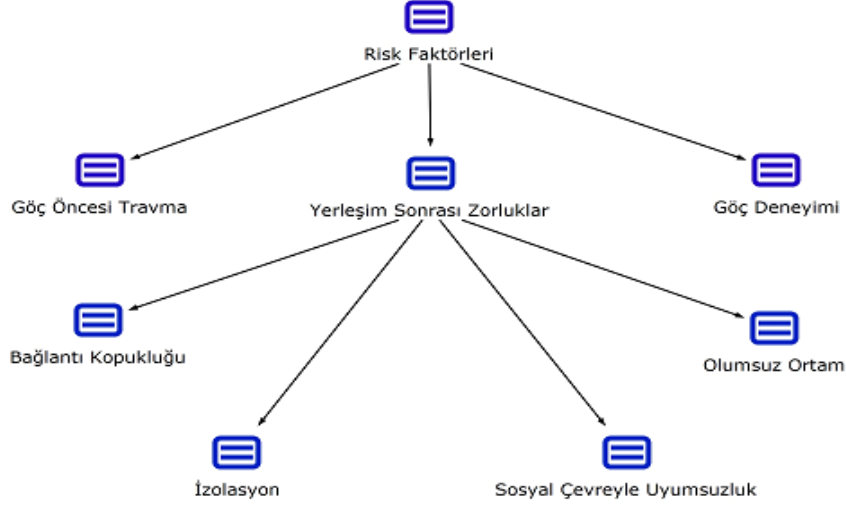 Risk Faktörleri
Göç Öncesi Travma
Yerleşim Sonrası Zorluklar
Göç Deneyimi
Bağlantı Kopukluğu
Olumsuz Ortam
İzolasyon
Sosyal Çevreyle Uyumsuzluk